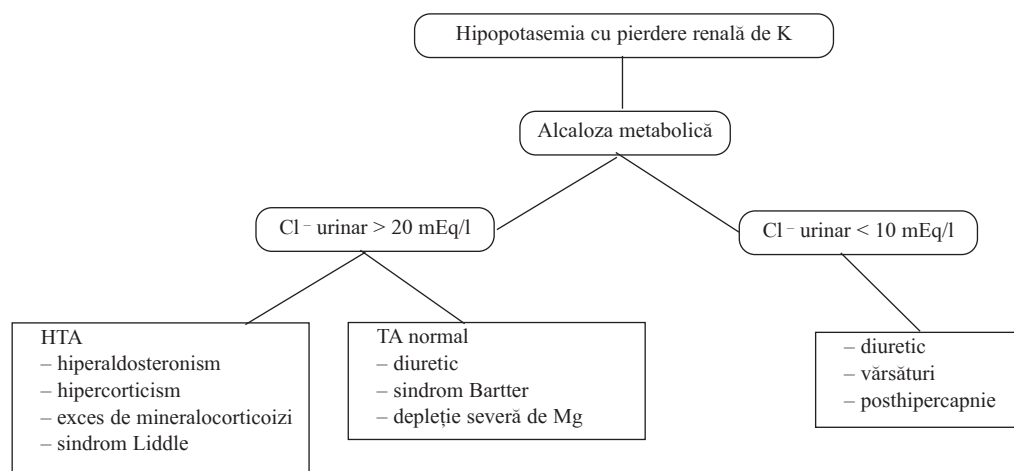 Hipopotasemia cu pierdere renală de K
Alcaloza metabolică
Cl⁻ urinar > 20 mEq/l
Cl⁻ urinar < 10 mEq/l
HTA
– hiperaldosteronism
– hipercorticism
– exces de mineralocorticoizi
– sindrom Liddle
TA normal
– diuretic
– sindrom Bartter
– depleție severă de Mg
– diuretic
– vărsături
– posthipercapnie